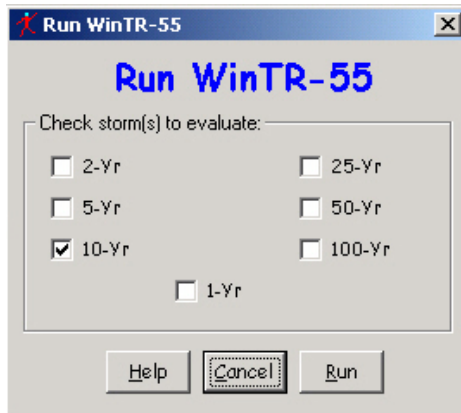 Run WinTR-55
Run WinTR-55
Check storm(s) to evaluate:
2-Yr 25-Yr
5-Yr 50-Yr
10-Yr 100-Yr
1-Yr
Help Cancel Run